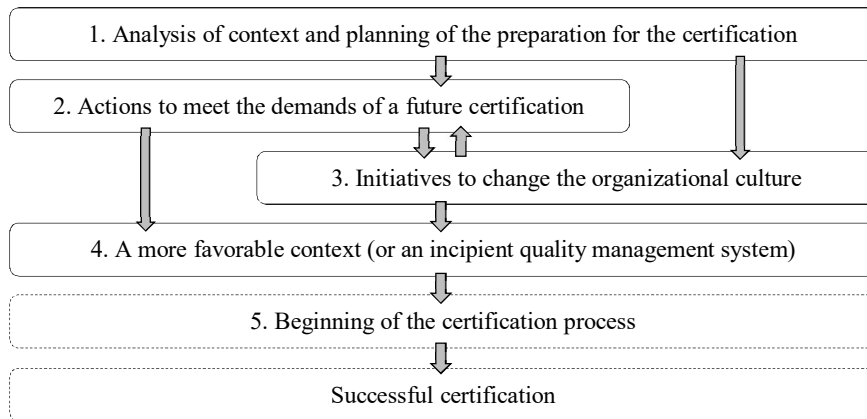 1. Analysis of context and planning of the preparation for the certification
2. Actions to meet the demands of a future certification
3. Initiatives to change the organizational culture
4. A more favorable context (or an incipient quality management system)
5. Beginning of the certification process
Successful certification